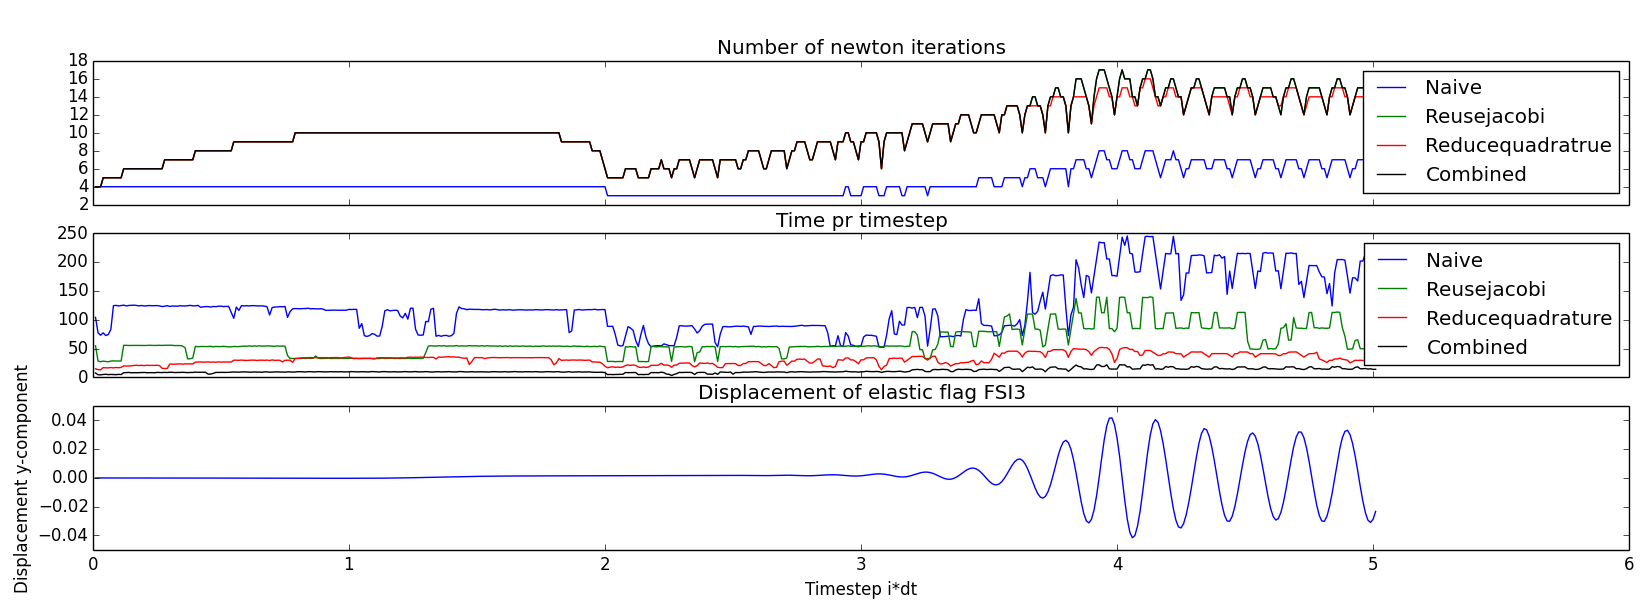 Number of newton iterations
18
16
14
12
10
8
6
4
2
Naive
Reusejacobi
Reducequadratrue
Combined
Time pr timestep
250
200
150
100
50
0
Naive
Reusejacobi
Reducequadrature
Combined
Displacement of elastic flag FSI3
Displacement y-component
0.04
0.02
0.00
−0.02
−0.04
0 1 2 3 4 5 6
Timestep i*dt